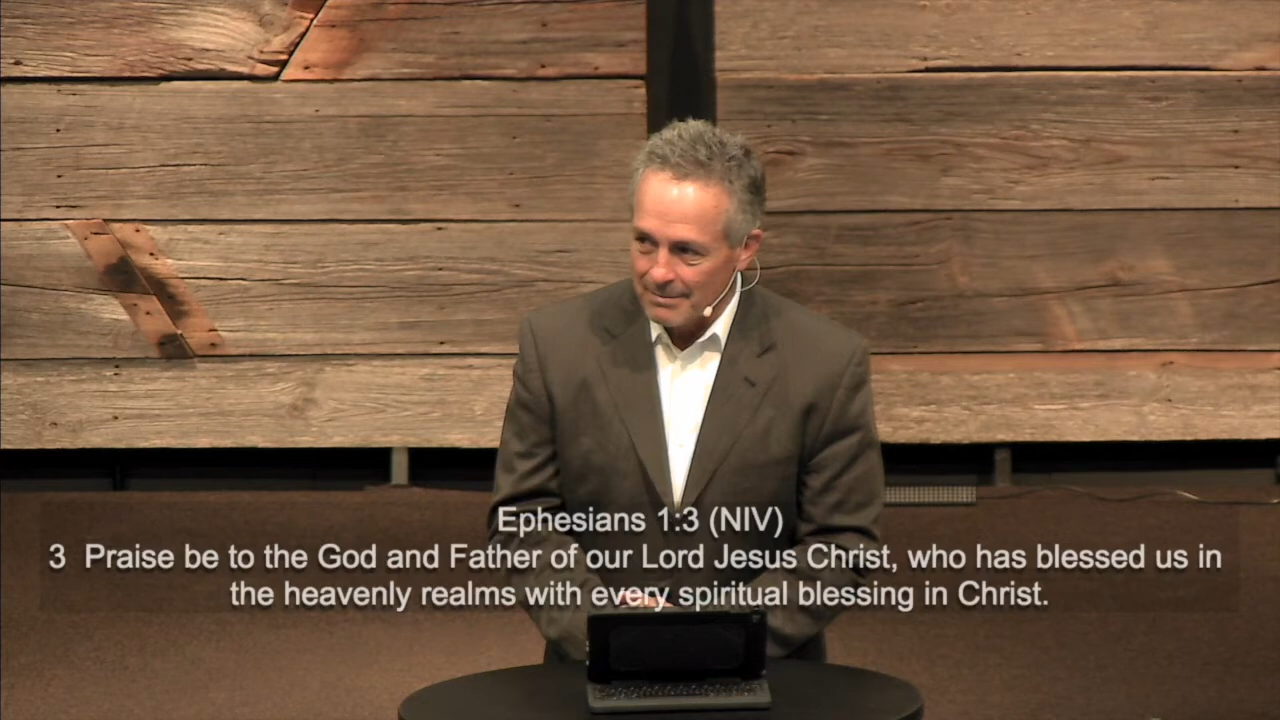 Ephesians 1:3 (NIV)
3 Praise be to the God and Father of our Lord Jesus Christ, who has blessed us in
the heavenly realms with every spiritual blessing in Christ.